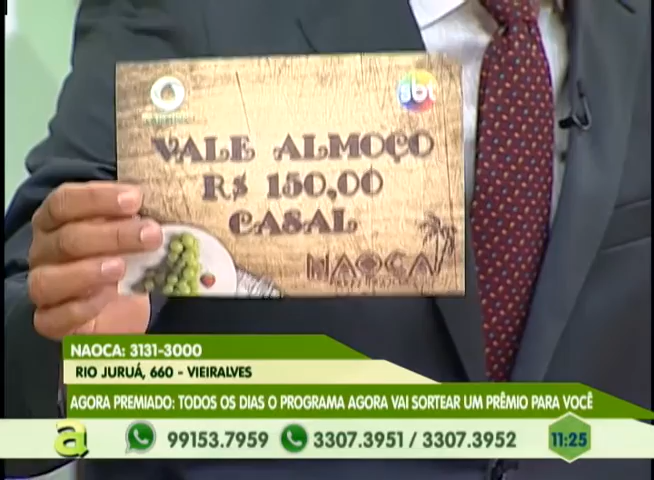 sbt
VALE ALMOÇO
R$ 150,00
CASAL
NAOCA
NAOCA: 3131-3000
RIO JURUÁ, 660 - VIEIRALVES
AGORA PREMIADO: TODOS OS DIAS O PROGRAMA AGORA VAI SORTEAR UM PRÊMIO PARA VOCÊ
a 99153.7959 3307.3951 / 3307.3952 11:25